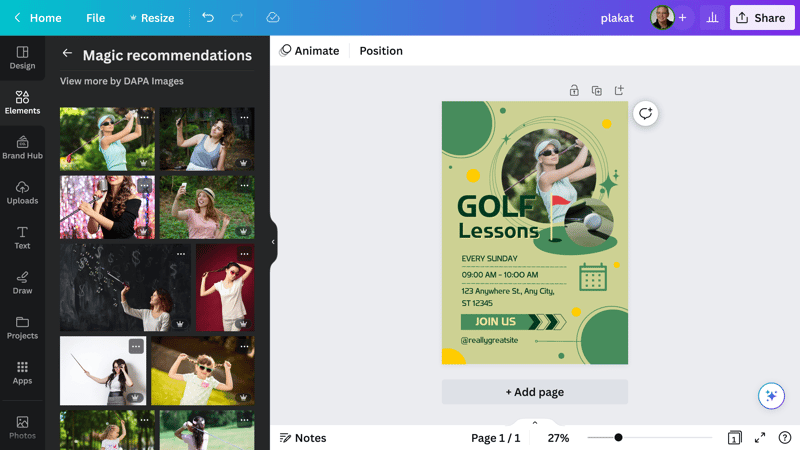 Home
File
Resize
plakat
Share
Design
Elements
Brand Hub
Uploads
Text
Draw
Projects
Apps
Photos
Magic recommendations
View more by DAPA Images
Animate
Position
GOLF
Lessons
EVERY SUNDAY
09:00 AM - 10:00 AM
123 Anywhere St., Any City,
ST 12345
JOIN US
@reallygreatsite
+ Add page
Notes
Page 1 / 1
27%
1